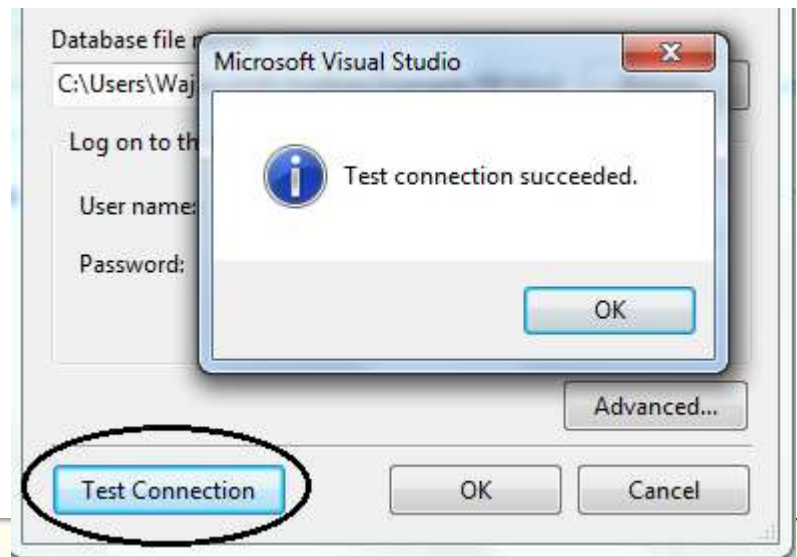 Database file
Microsoft Visual Studio
C:\Users\Waj
Log on to th
Test connection succeeded.
User name:
Password:
OK
Advanced...
Test Connection
OK
Cancel